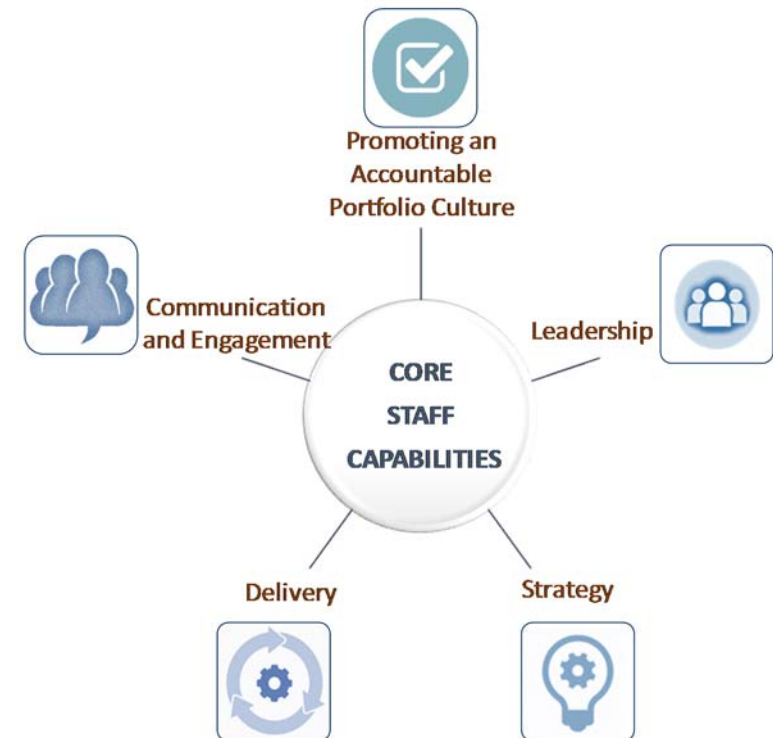 Promoting an
Accountable
Portfolio Culture
Communication
and Engagement
Leadership
CORE
STAFF
CAPABILITIES
Delivery
Strategy